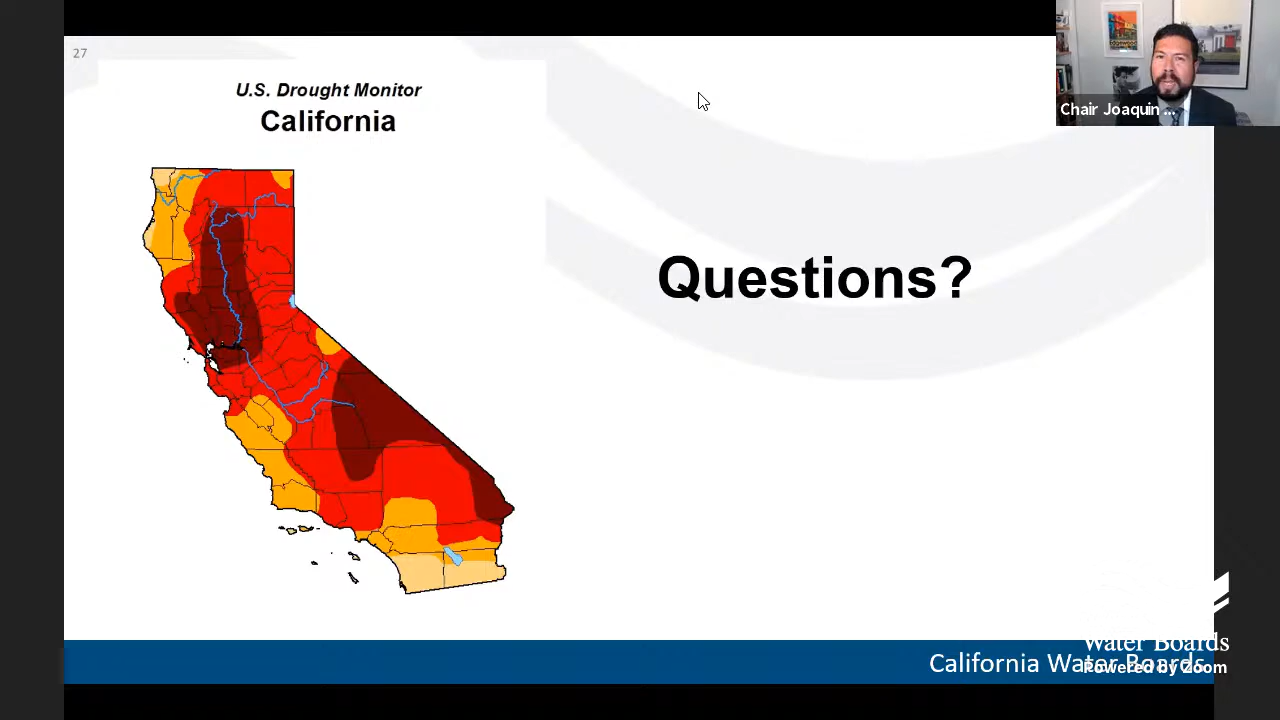 27
U.S. Drought Monitor
California
Chair Joaquin ...
Questions?
Water Boards
California Water Boards
Powered by Zoom